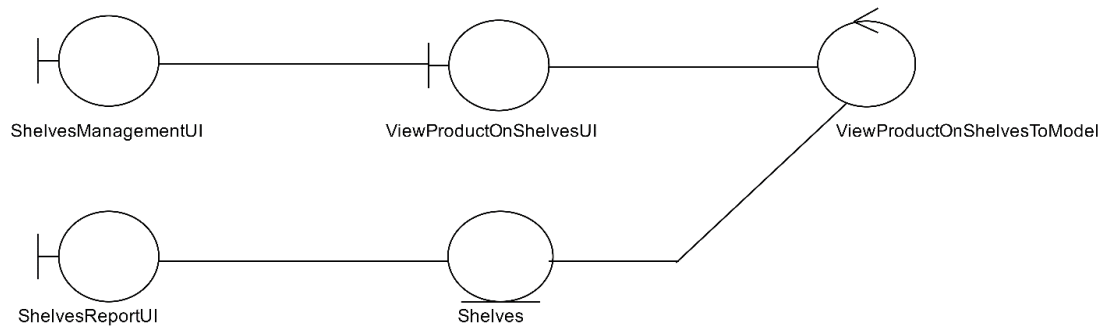 ShelvesManagementUI
ViewProductOnShelvesUI
ViewProductOnShelvesToModel
ShelvesReportUI
Shelves